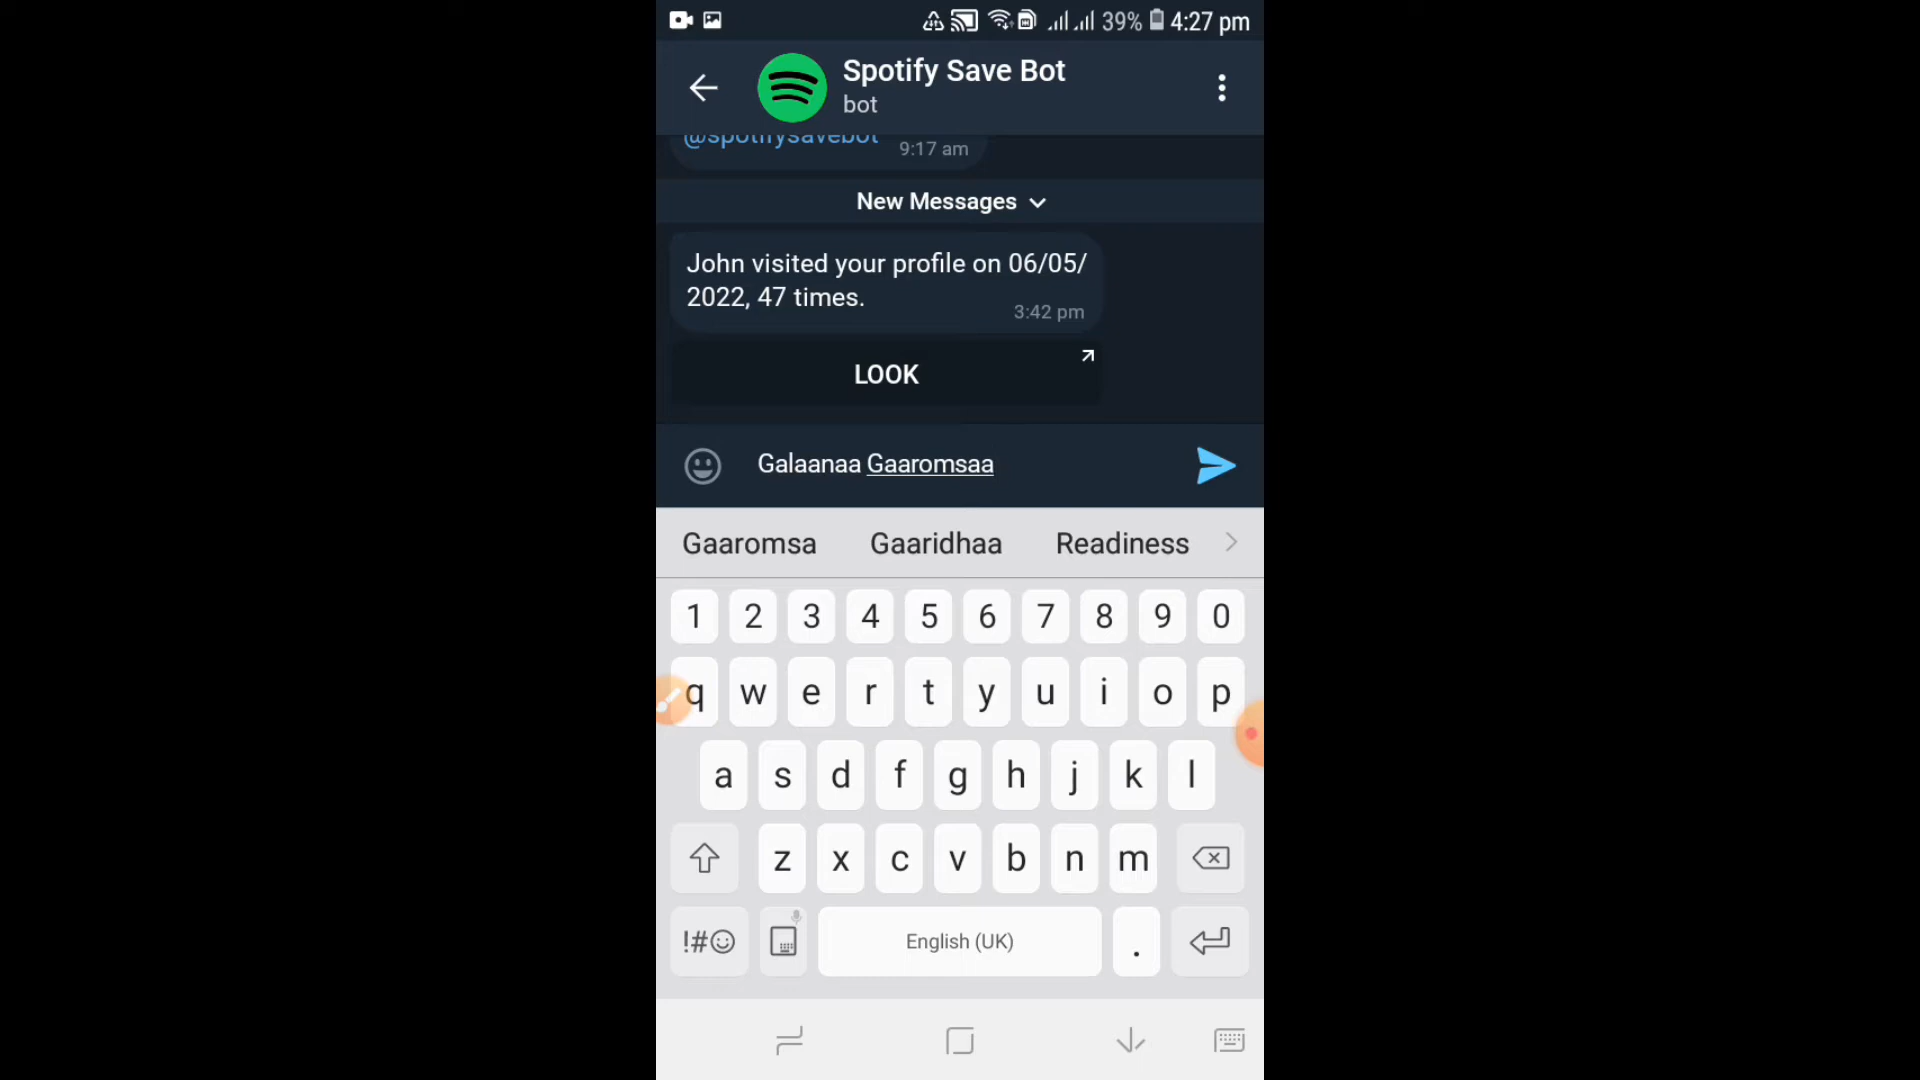 39% 4:27 pm
Spotify Save Bot
bot
@spotifysavebot 9:17 am
New Messages
John visited your profile on 06/05/
2022, 47 times.
3:42 pm
LOOK
Galaanaa Gaaromsaa
Gaaromsa Gaaridhaa Readiness
1 2 3 4 5 6 7 8 9 0
q w e r t y u i o p
a s d f g h j k l
z x c v b n m
!#☺ English (UK) .